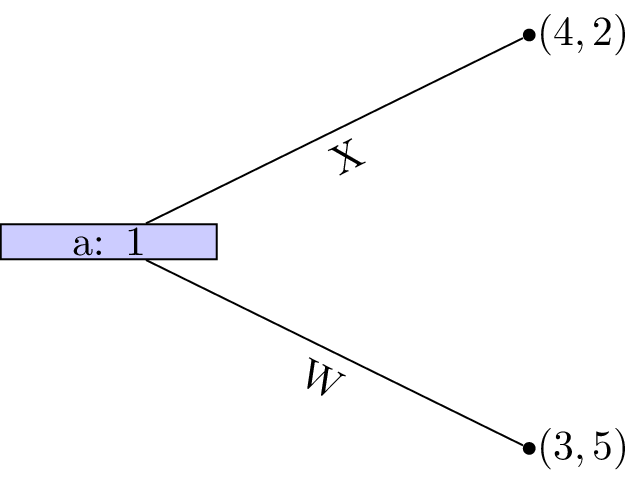 (4, 2)
X
a: 1
W
(3, 5)